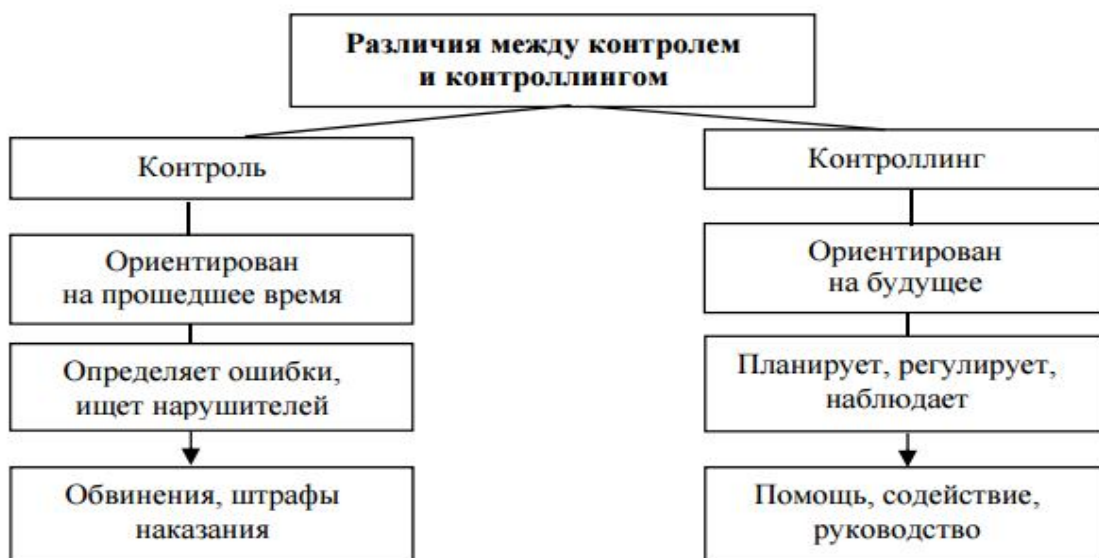 Различия между контролем
и контроллингом
Контроль
Ориентирован
на прошедшее время
Определяет ошибки,
ищет нарушителей
Обвинения, штрафы
наказания
Контроллинг
Ориентирован
на будущее
Планирует, регулирует,
наблюдает
Помощь, содействие,
руководство